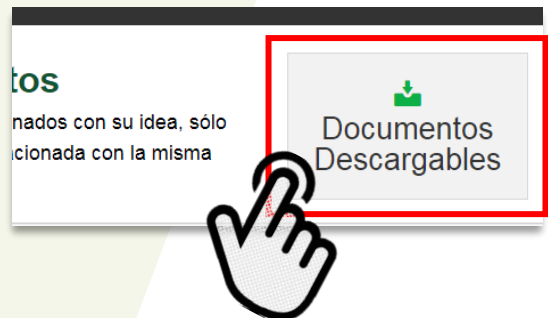 tos
nados con su idea, sólo
cionada con la misma
Documentos
Descargables